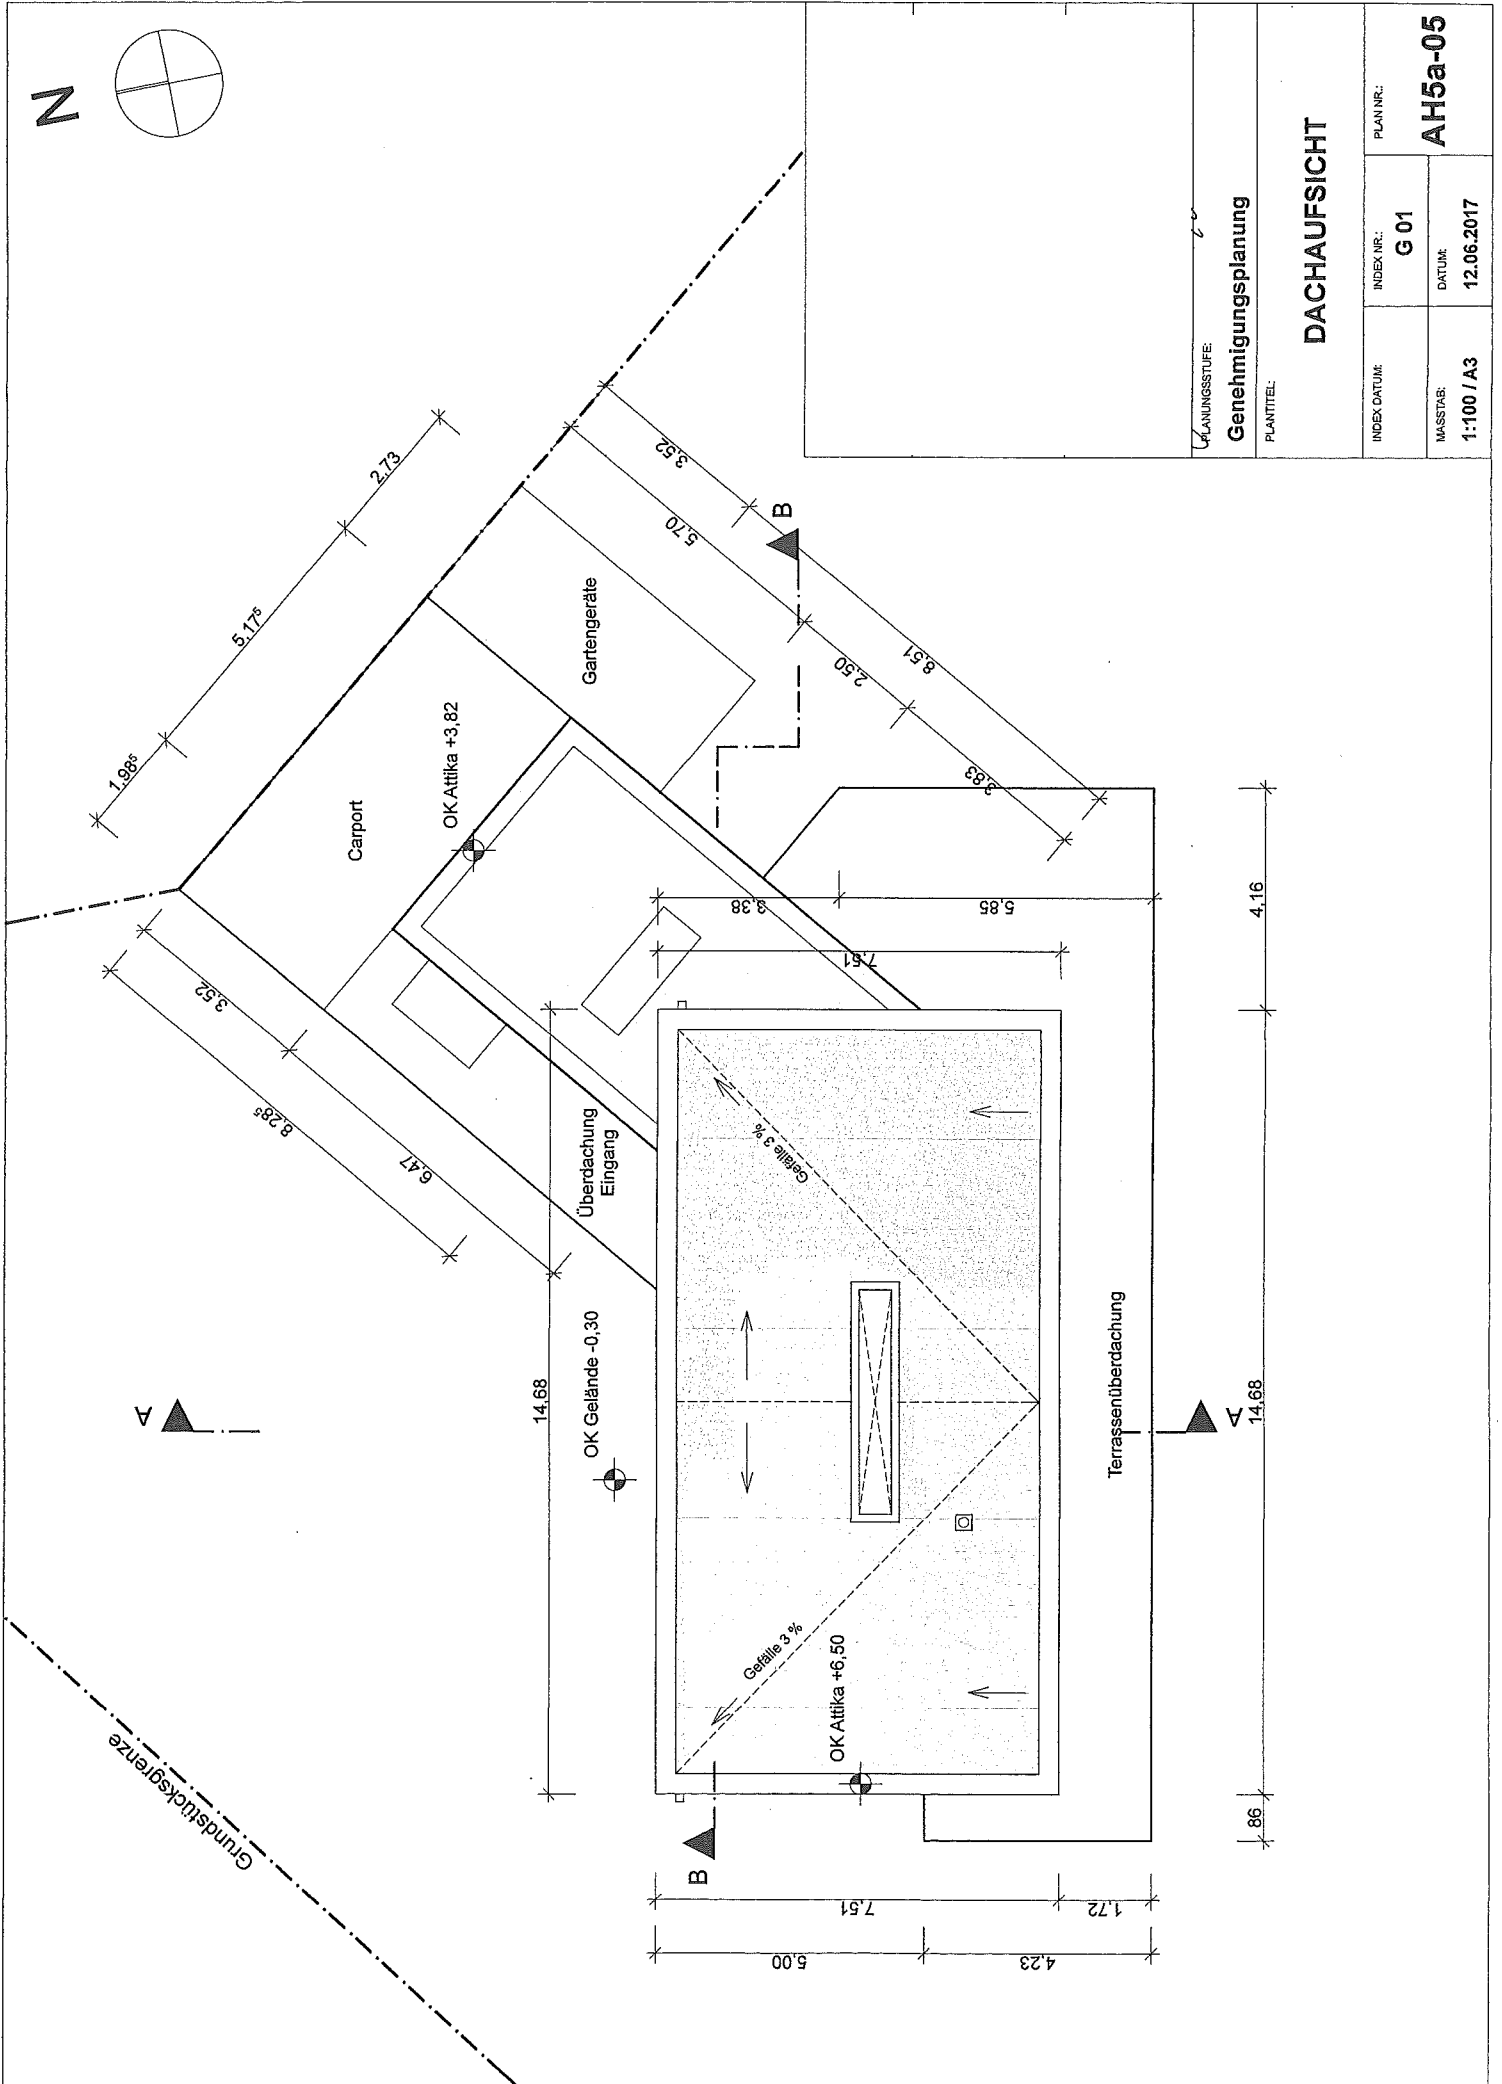 N
Grundstücksgrenze
A
1,98⁵
5,17⁵
2,73
3,52
8,28⁵
6,47
Carport
OK Attika +3,82
Gartengeräte
Überdachung
Eingang
3,52
5,70
2,50
8,51
3,83
B
14,68
OK Gelände -0,30
3,38
5,85
7,51
Gefälle 3 %
Gefälle 3 %
OK Attika +6,50
B
Terrassenüberdachung
A
86
14,68
4,16
7,51
1,72
5,00
4,23
PLANUNGSSTUFE:
Genehmigungsplanung
PLANTITEL:
DACHAUFSICHT
INDEX DATUM:
INDEX NR.:
G 01
PLAN NR.:
AH5a-05
MASSTAB:
1:100 / A3
DATUM:
12.06.2017